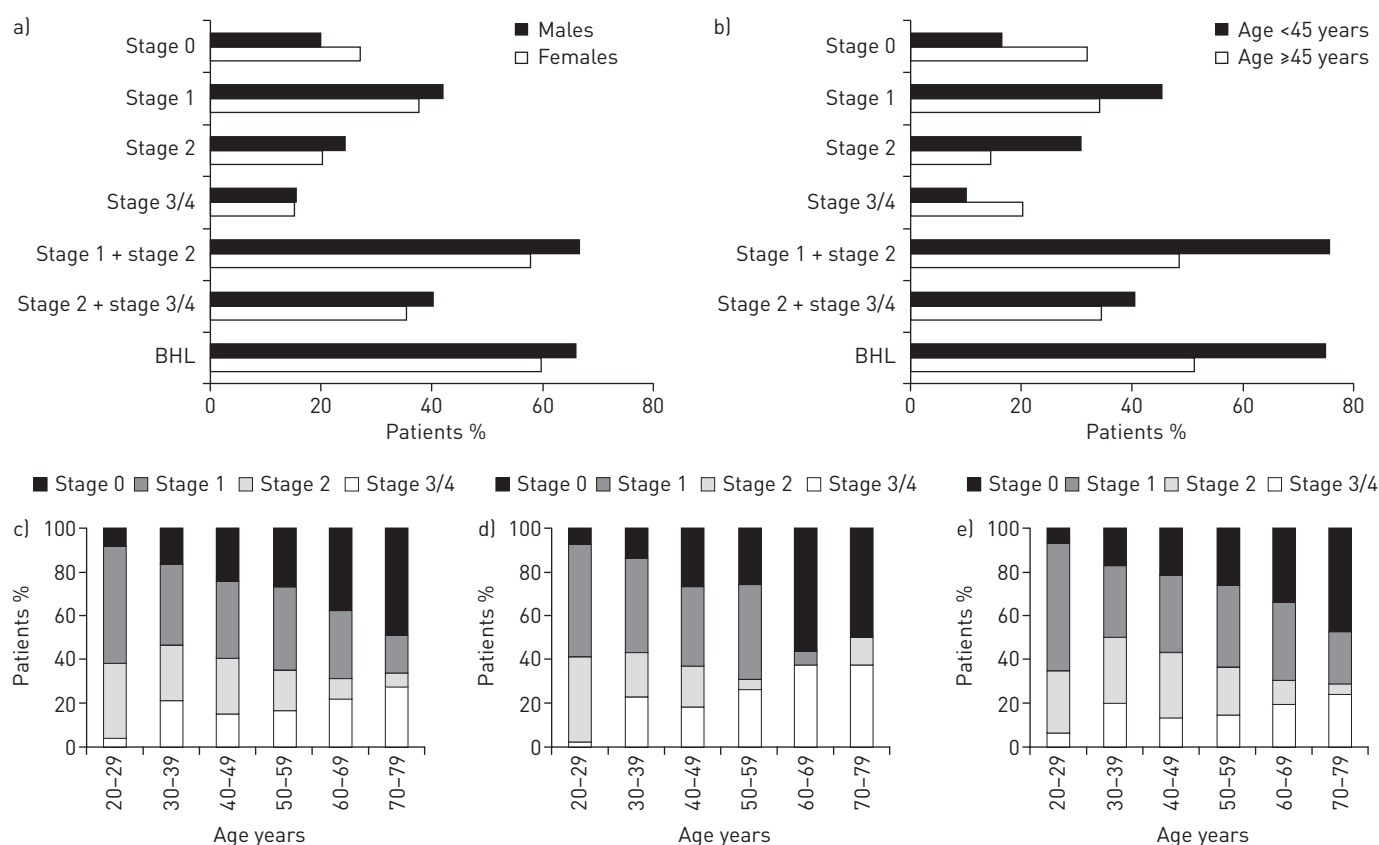 a)
Males
Females
Stage 0
Stage 1
Stage 2
Stage 3/4
Stage 1 + stage 2
Stage 2 + stage 3/4
BHL
0 20 40 60 80
Patients %
b)
Age <45 years
Age ≥45 years
Stage 0
Stage 1
Stage 2
Stage 3/4
Stage 1 + stage 2
Stage 2 + stage 3/4
BHL
0 20 40 60 80
Patients %
Stage 0 Stage 1 Stage 2 Stage 3/4
c)
100
80
60
40
20
0
Patients %
20–29 30–39 40–49 50–59 60–69 70–79
Age years
Stage 0 Stage 1 Stage 2 Stage 3/4
d)
100
80
60
40
20
0
Patients %
20–29 30–39 40–49 50–59 60–69 70–79
Age years
Stage 0 Stage 1 Stage 2 Stage 3/4
e)
100
80
60
40
20
0
Patients %
20–29 30–39 40–49 50–59 60–69 70–79
Age years